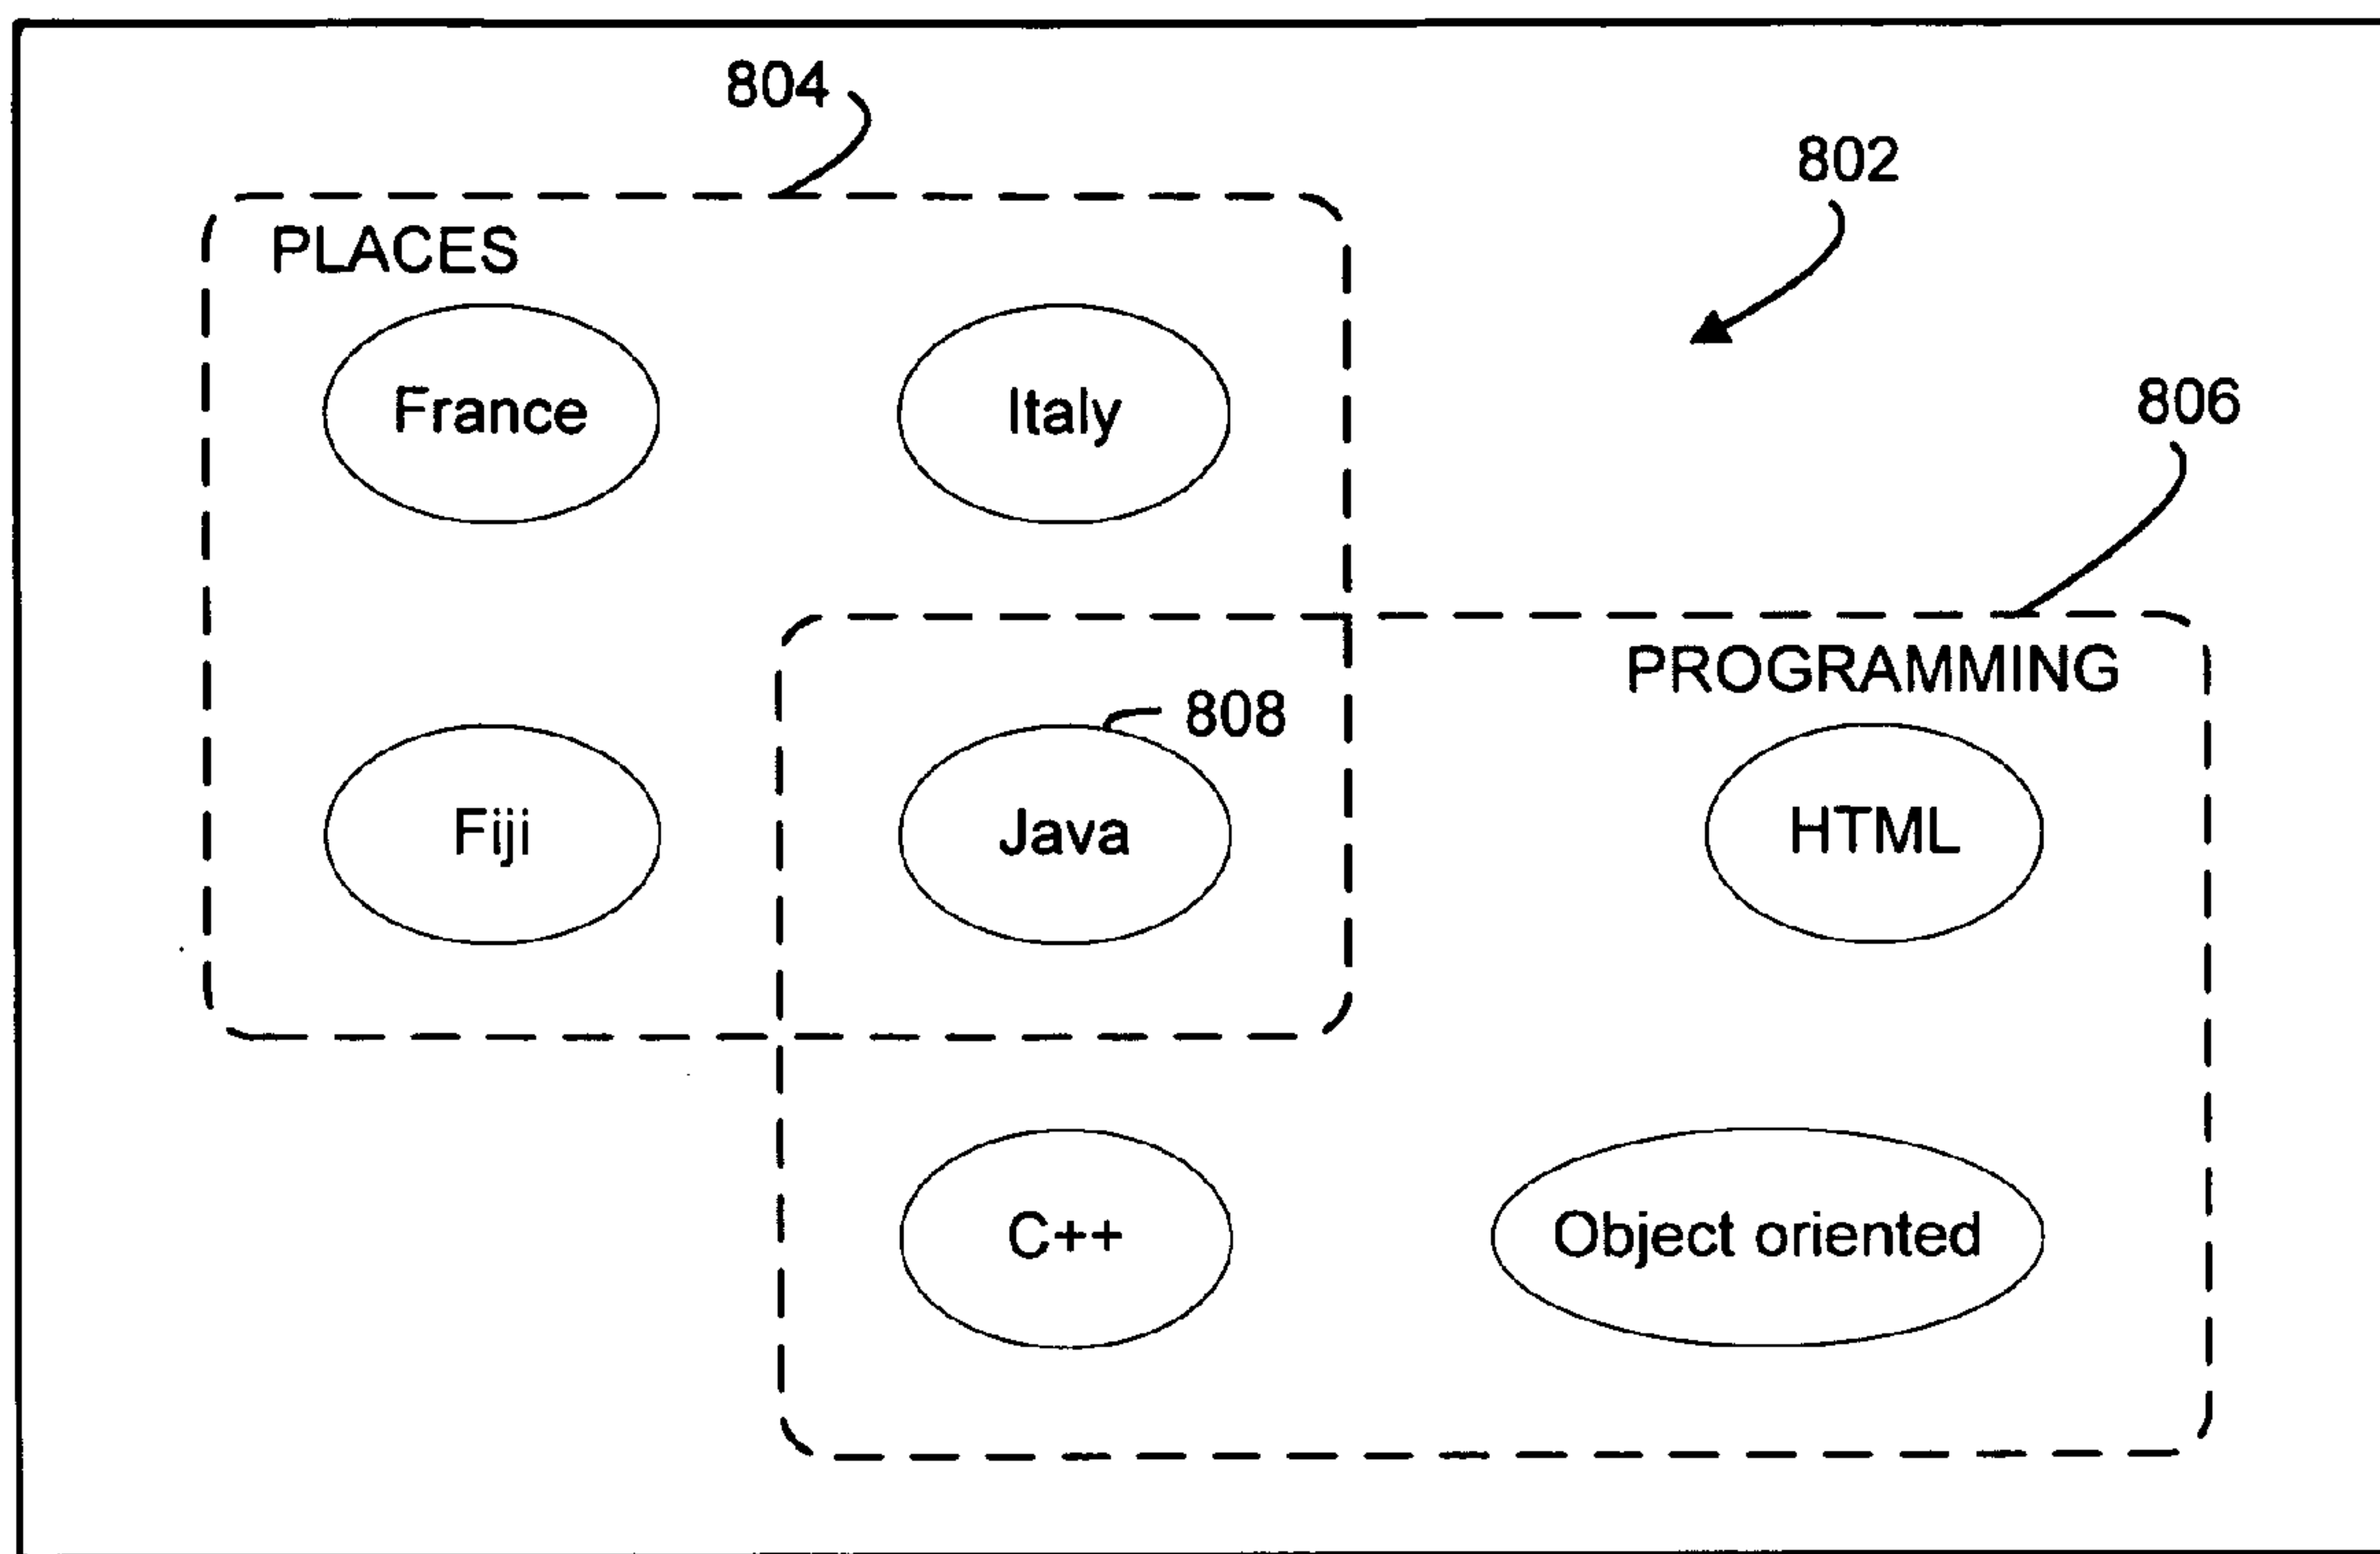 804
802
PLACES
France
Italy
806
PROGRAMMING
808
Fiji
Java
HTML
C++
Object oriented